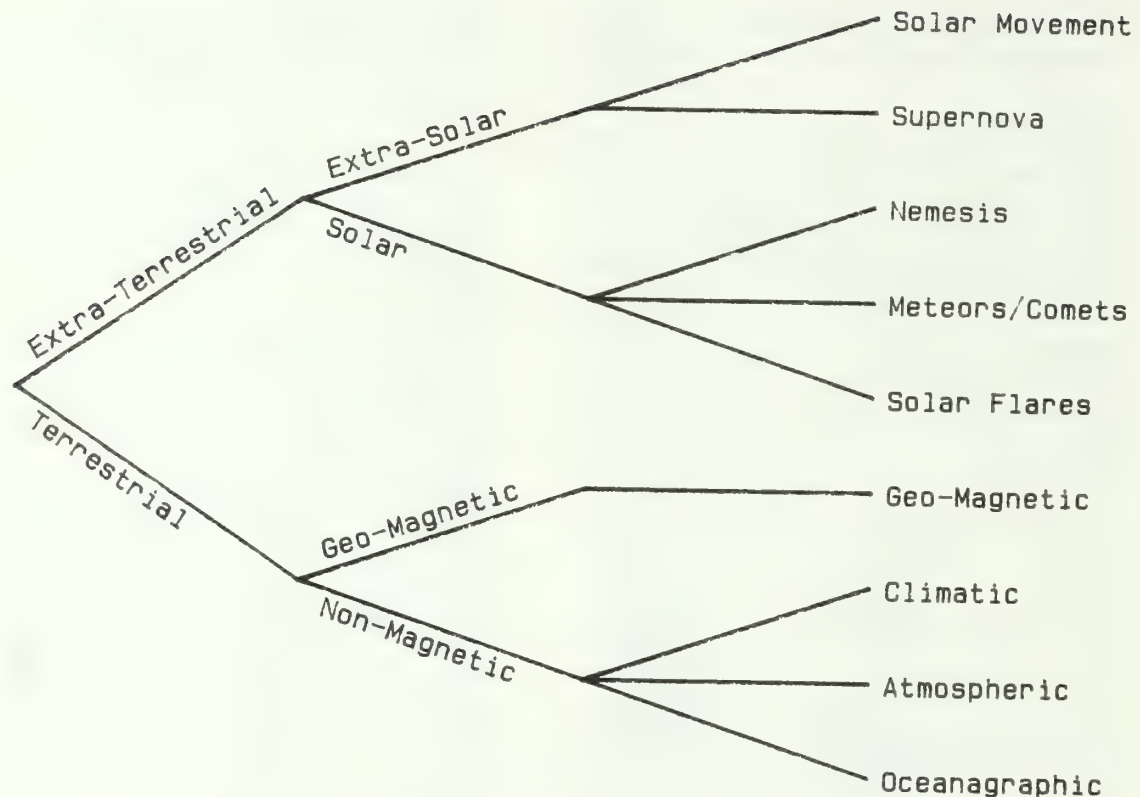 Solar Movement
Extra-Solar
Supernova
Extra-Terrestrial
Solar
Nemesis
Meteors/Comets
Solar Flares
Terrestrial
Geo-Magnetic
Geo-Magnetic
Non-Magnetic
Climatic
Atmospheric
Oceanagraphic